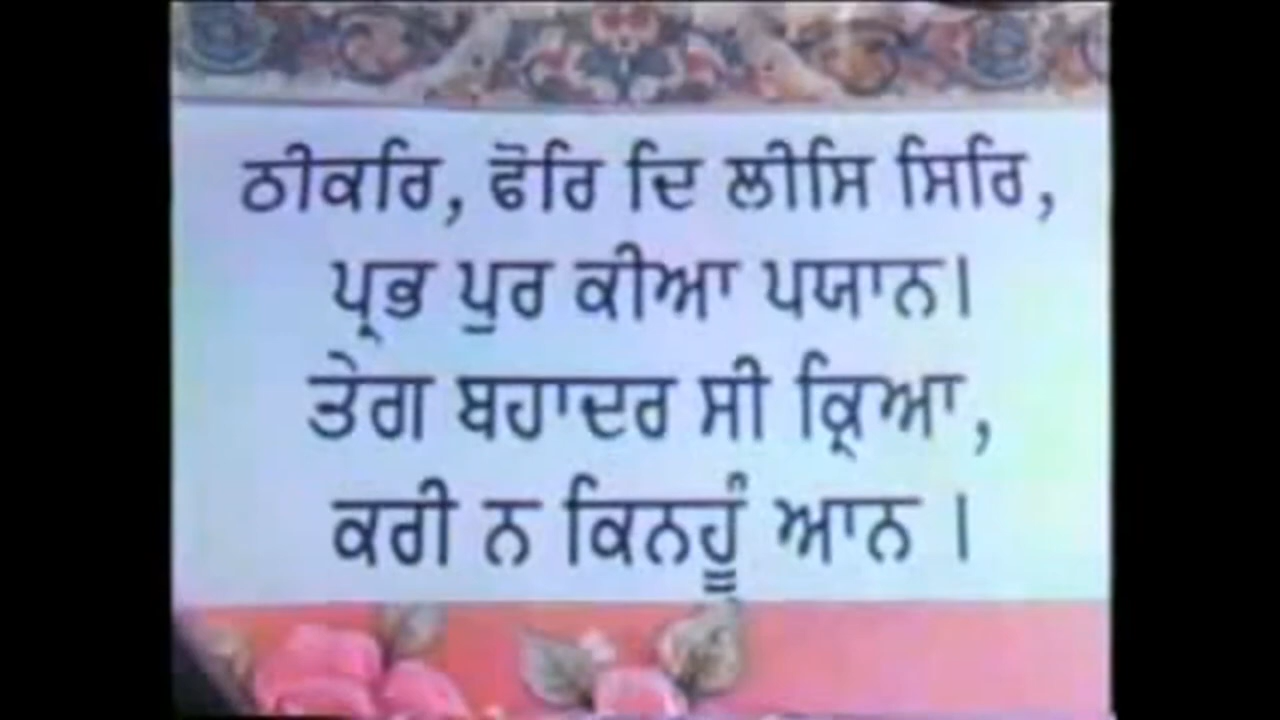 ਠੀਕਰਿ, ਫੌਰਿ ਦਿ ਲੀਸਿ ਸਿਰਿ,
ਪ੍ਰਭ ਪੁਰ ਕੀਆ ਪਯਾਨ।
ਤੇਗ ਬਹਾਦਰ ਸੀ ਕ੍ਰਿਆ,
ਕਰੀ ਨ ਕਿਨਹੂੰ ਆਨ।